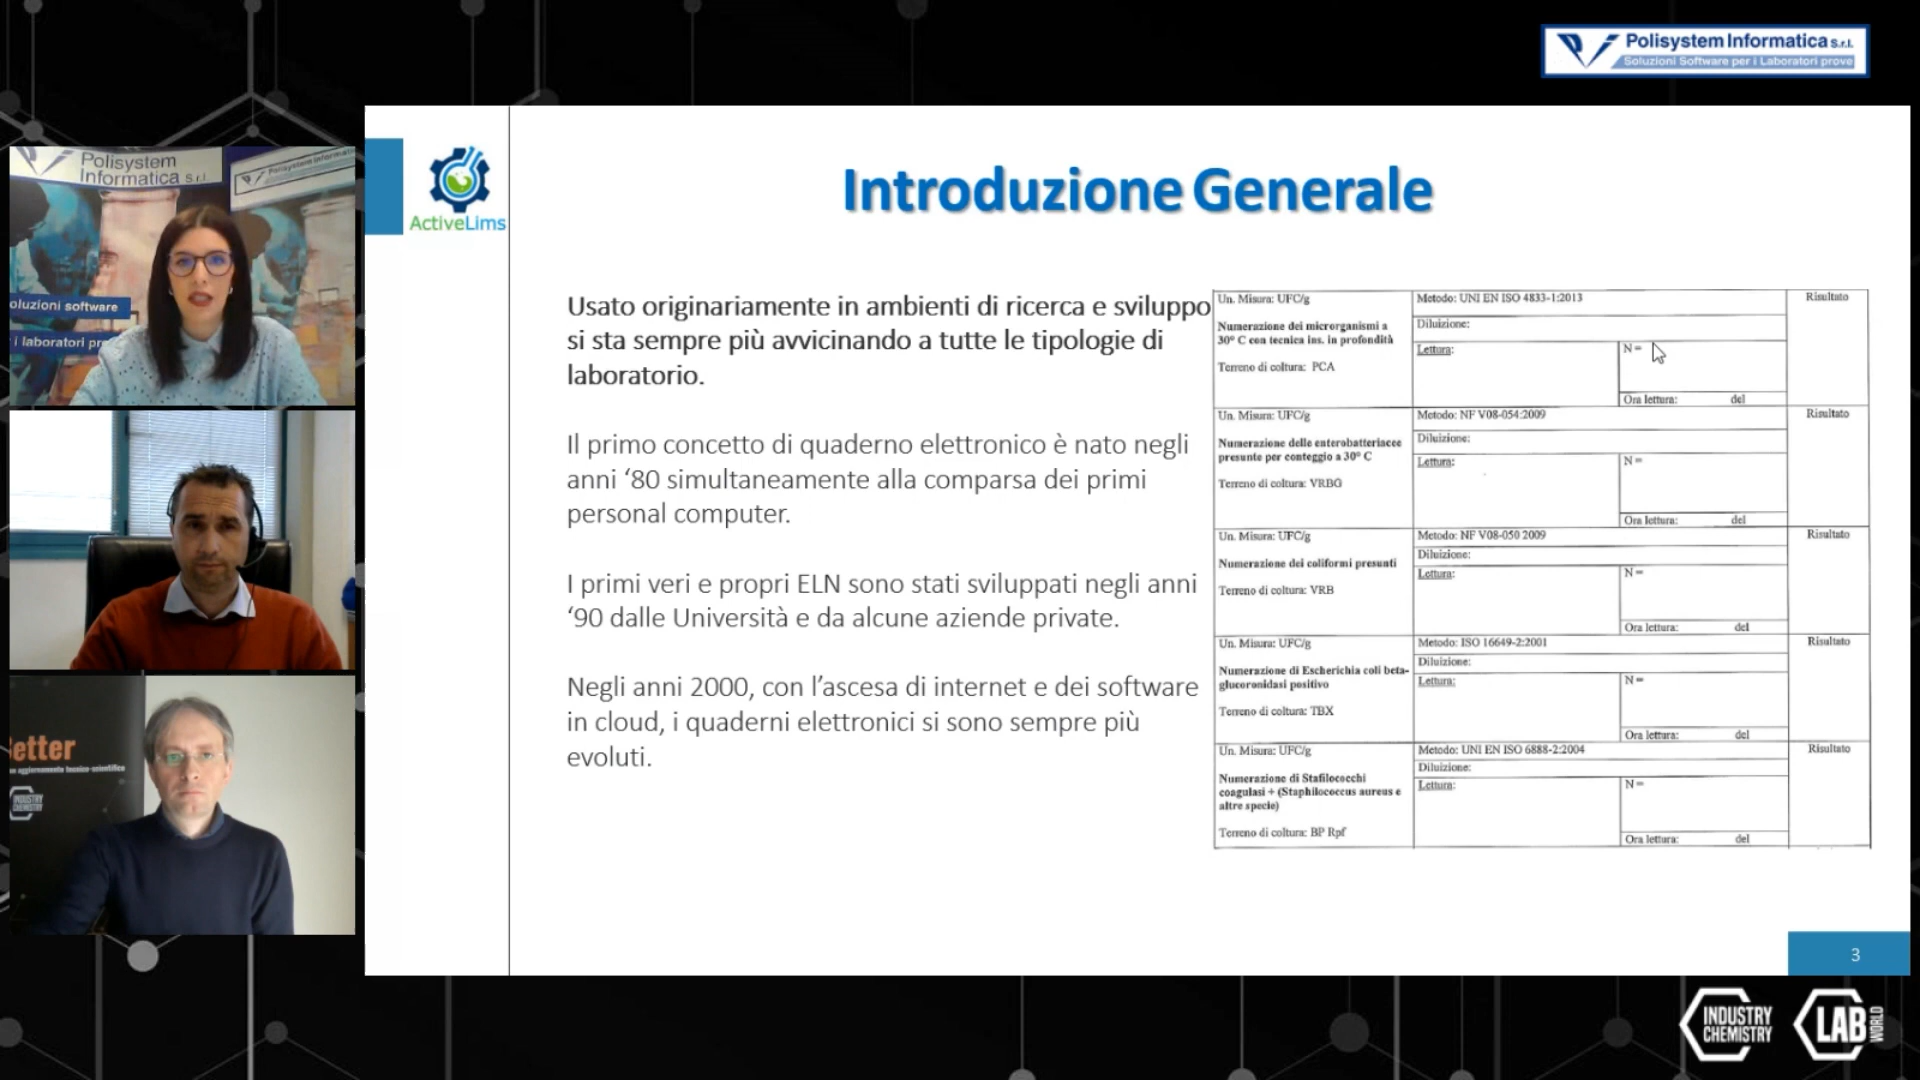 Polisystem Informatica s.r.l.
Soluzioni Software per i Laboratori prove
Polisystem
Informatica s.r.l.
Polisystem Informatica
oluzioni software
i laboratori pr
etter
aggiornamento tecnico-scientifico
INDUSTRY
CHEMISTRY
ActiveLims
Introduzione Generale
Usato originariamente in ambienti di ricerca e sviluppo
si sta sempre più avvicinando a tutte le tipologie di
laboratorio.
Il primo concetto di quaderno elettronico è nato negli
anni ‘80 simultaneamente alla comparsa dei primi
personal computer.
I primi veri e propri ELN sono stati sviluppati negli anni
‘90 dalle Università e da alcune aziende private.
Negli anni 2000, con l’ascesa di internet e dei software
in cloud, i quaderni elettronici si sono sempre più
evoluti.
Un. Misura: UFC/g
Numerazione dei microrganismi a
30° C con tecnica ins. in profondità
Terreno di coltura: PCA
Metodo: UNI EN ISO 4833-1:2013
Diluizione:
Lettura:
N =
Ora lettura: del
Risultato
Un. Misura: UFC/g
Numerazione delle enterobatteriacee
presunte per conteggio a 30° C
Terreno di coltura: VRBG
Metodo: NF V08-054:2009
Diluizione:
Lettura:
N =
Ora lettura: del
Risultato
Un. Misura: UFC/g
Numerazione dei coliformi presunti
Terreno di coltura: VRB
Metodo: NF V08-050 2009
Diluizione:
Lettura:
N =
Ora lettura: del
Risultato
Un. Misura: UFC/g
Numerazione di Escherichia coli beta-
glucoronidasi positivo
Terreno di coltura: TBX
Metodo: ISO 16649-2:2001
Diluizione:
Lettura:
N =
Ora lettura: del
Risultato
Un. Misura: UFC/g
Numerazione di Stafilococchi
coagulasi + (Staphilococcus aureus e
altre specie)
Terreno di coltura: BP Rpf
Metodo: UNI EN ISO 6888-2:2004
Diluizione:
Lettura:
N =
Ora lettura: del
Risultato
3
INDUSTRY
CHEMISTRY
LAB
WORLD